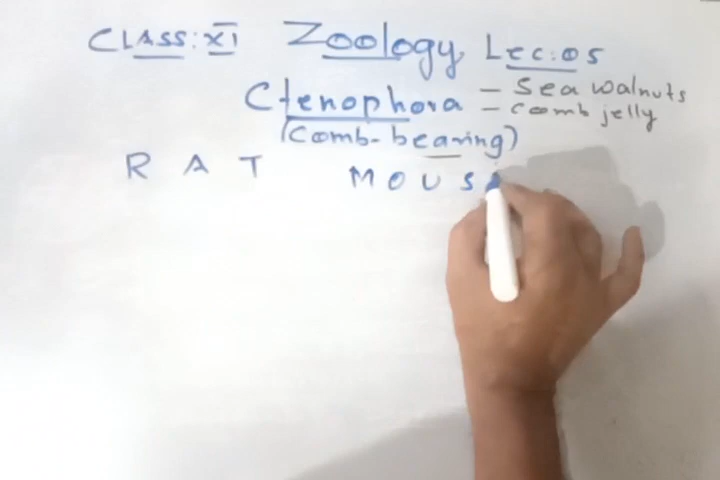 CLASS: XI Zoology Lec: 05
Ctenophora - Sea walnuts
- comb jelly
(Comb-bearing)
R A T M O U S